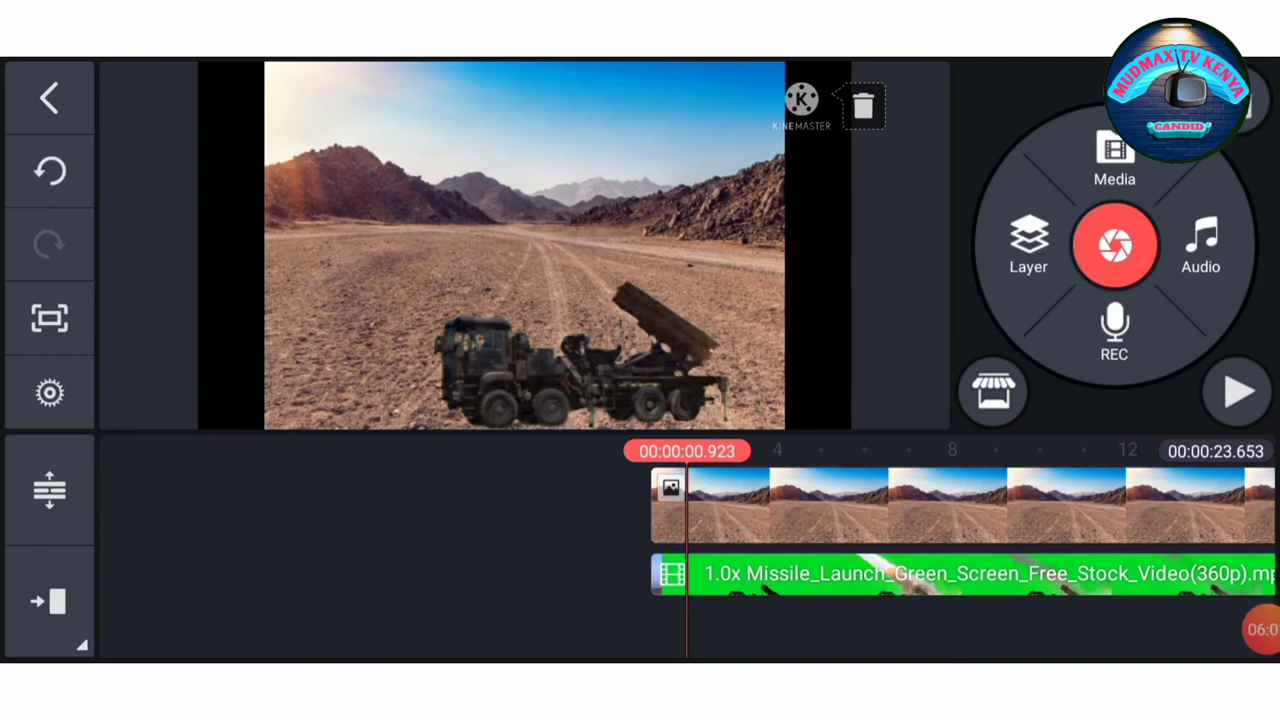 MUDMAX TV KENYA
CANDID
K
KINEMASTER
Media
Layer
Audio
REC
00:00:00.923
4
8
12
00:00:23.653
1.0x Missile_Launch_Green_Screen_Free_Stock_Video(360p).mp
06:0